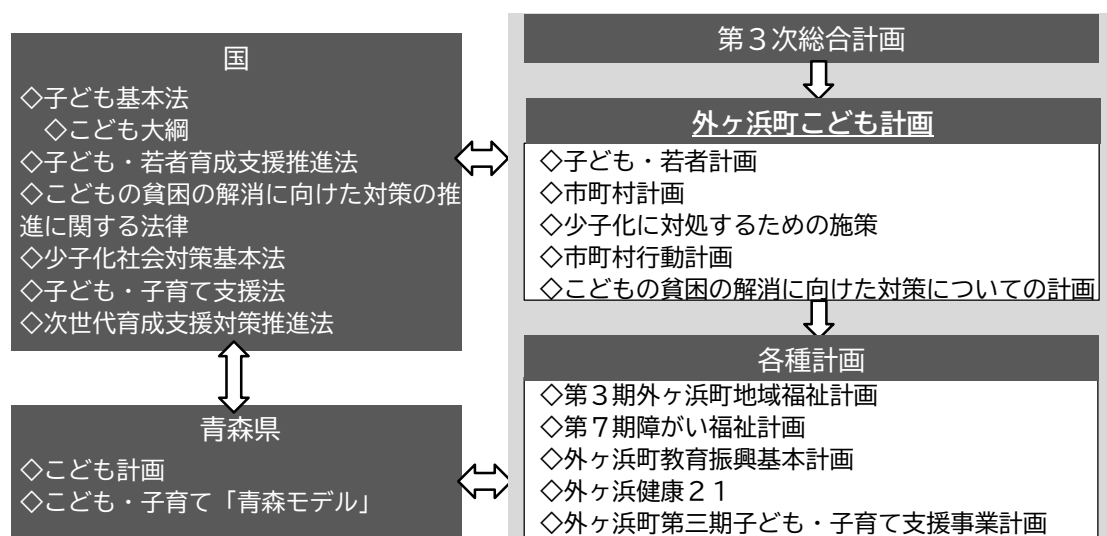 国
◇子ども基本法
◇こども大綱
◇子ども・若者育成支援推進法
◇こどもの貧困の解消に向けた対策の推
進に関する法律
◇少子化社会対策基本法
◇子ども・子育て支援法
◇次世代育成支援対策推進法
青森県
◇こども計画
◇こども・子育て「青森モデル」
第3次総合計画
外ヶ浜町こども計画
◇子ども・若者計画
◇市町村計画
◇少子化に対処するための施策
◇市町村行動計画
◇こどもの貧困の解消に向けた対策についての計画
各種計画
◇第3期外ヶ浜町地域福祉計画
◇第7期障がい福祉計画
◇外ヶ浜町教育振興基本計画
◇外ヶ浜健康21
◇外ヶ浜町第三期子ども・子育て支援事業計画